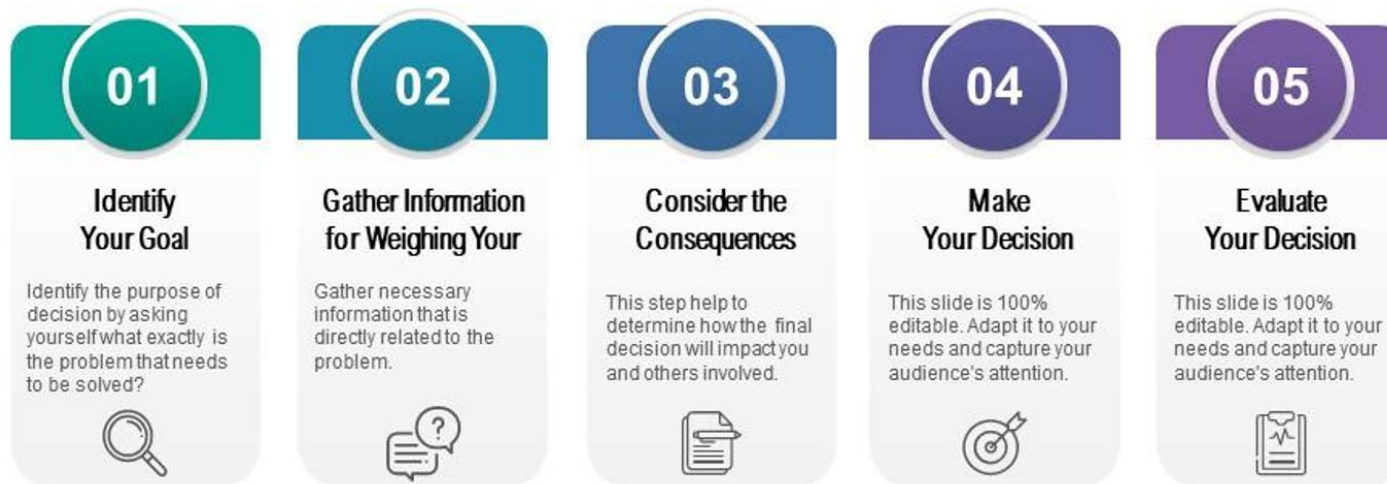 01
Identify
Your Goal
Identify the purpose of
decision by asking
yourself what exactly is
the problem that needs
to be solved?
02
Gather Information
for Weighing Your
Gather necessary
information that is
directly related to the
problem.
?
03
Consider the
Consequences
This step help to
determine how the final
decision will impact you
and others involved.
04
Make
Your Decision
This slide is 100%
editable. Adapt it to your
needs and capture your
audience's attention.
05
Evaluate
Your Decision
This slide is 100%
editable. Adapt it to your
needs and capture your
audience's attention.